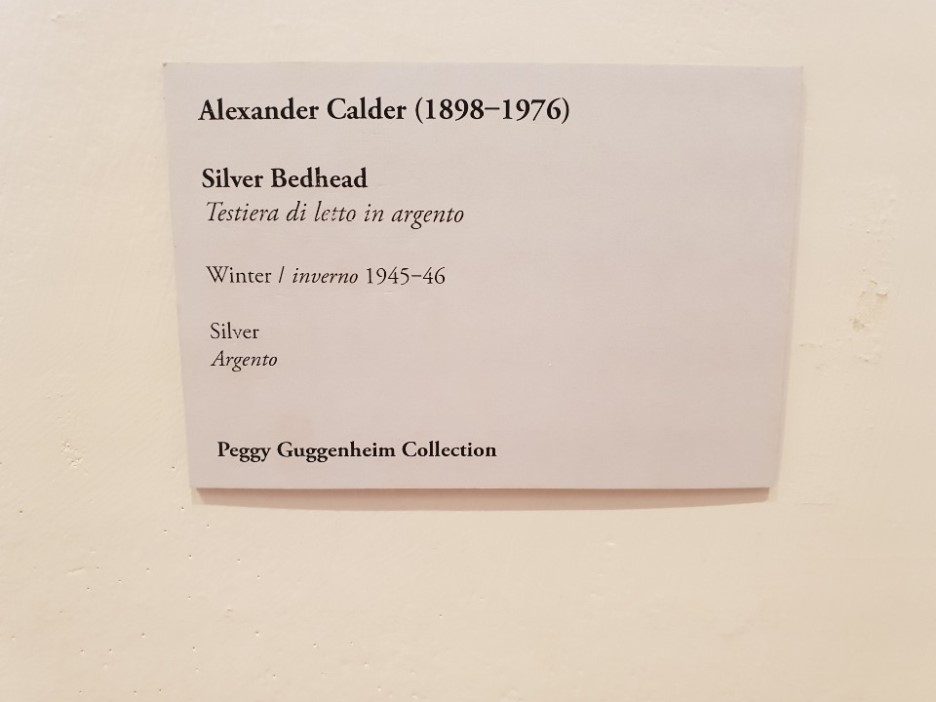 Alexander Calder (1898–1976)
Silver Bedhead
Testiera di letto in argento
Winter / inverno 1945–46
Silver
Argento
Peggy Guggenheim Collection